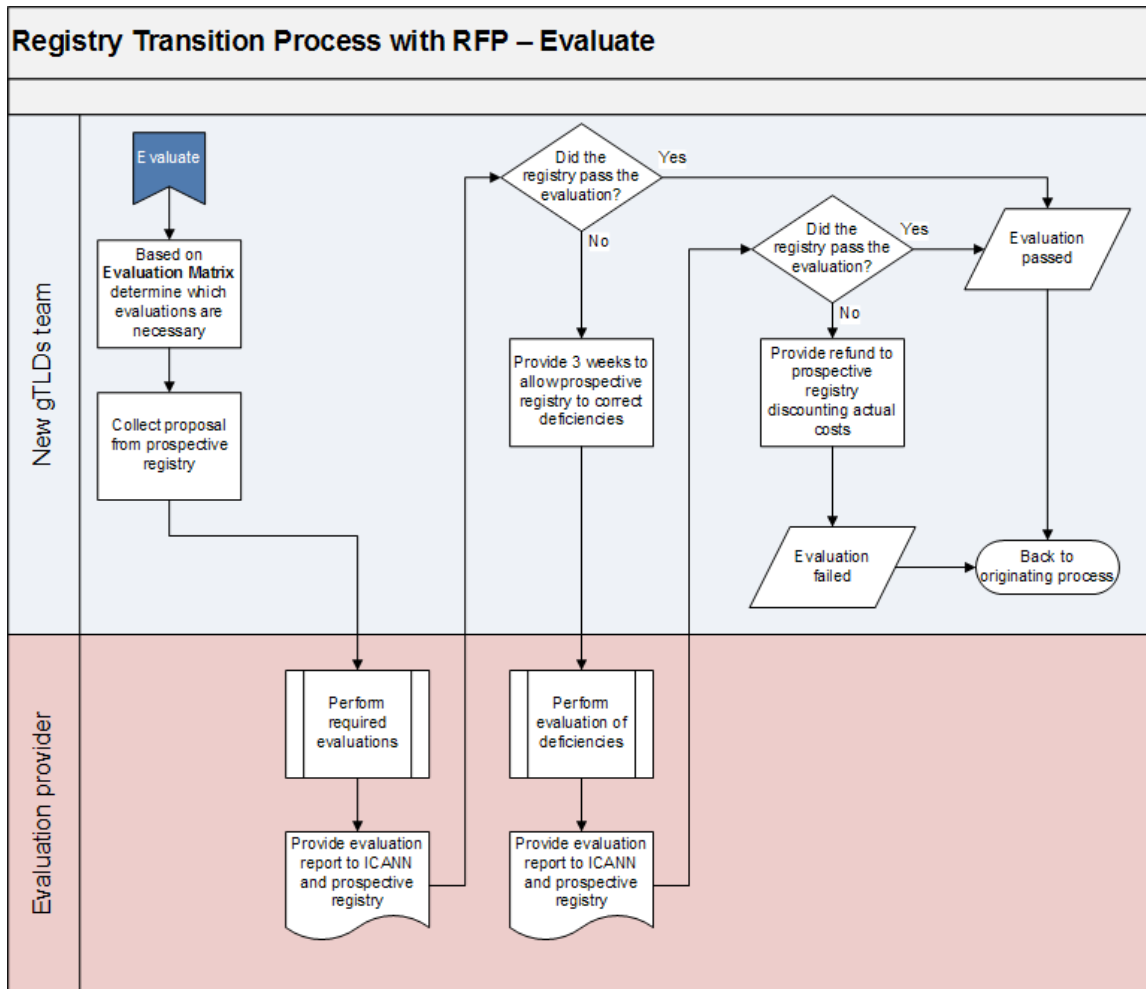 Registry Transition Process with RFP – Evaluate
New gTLDs team
Evaluate
Based on
Evaluation Matrix
determine which
evaluations are
necessary
Collect proposal
from prospective
registry
Did the
registry pass the
evaluation?
Yes
No
Provide 3 weeks to
allow prospective
registry to correct
deficiencies
Did the
registry pass the
evaluation?
Yes
No
Provide refund to
prospective
registry
discounting actual
costs
Evaluation
failed
Evaluation
passed
Back to
originating process
Evaluation provider
Perform
required
evaluations
Provide evaluation
report to ICANN
and prospective
registry
Perform
evaluation of
deficiencies
Provide evaluation
report to ICANN
and prospective
registry